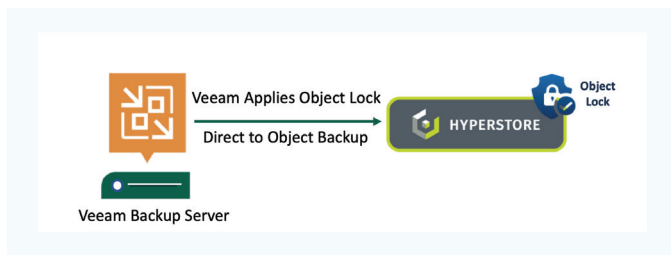 Veeam Applies Object Lock
Direct to Object Backup
Object
Lock
HYPERSTORE
Veeam Backup Server